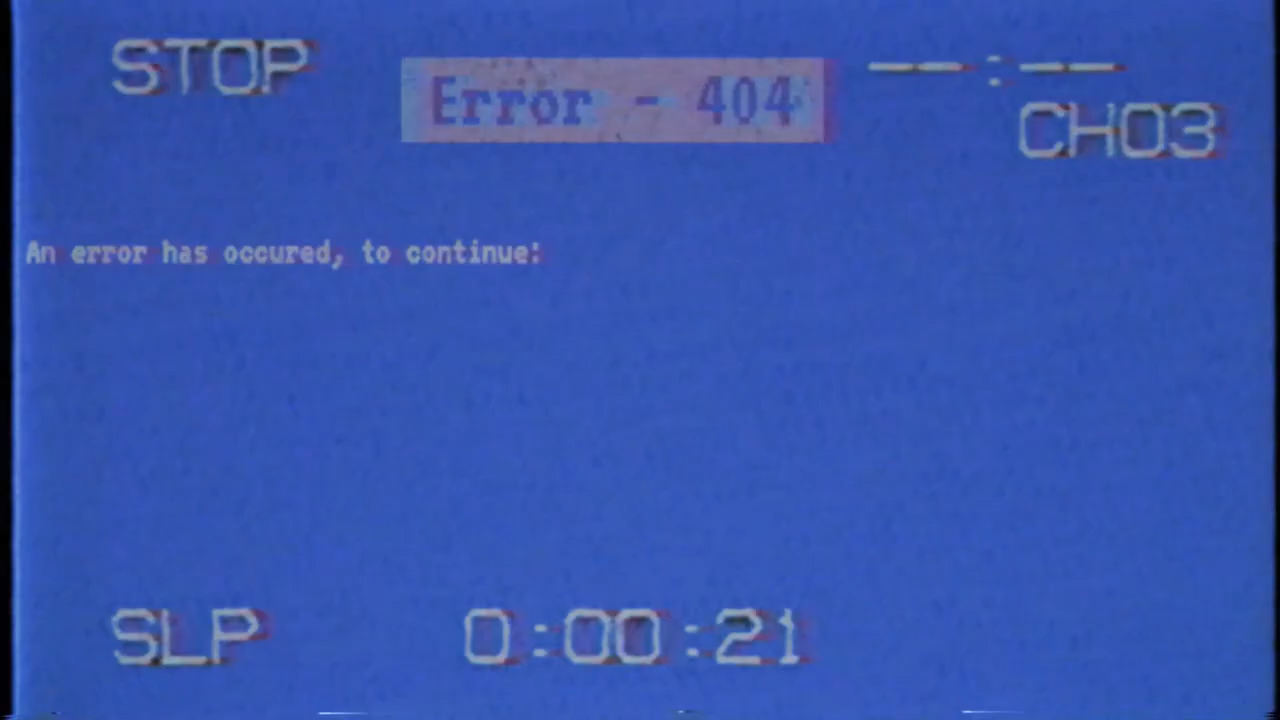 STOP
Error - 404
--:--
CH03
An error has occured, to continue:
SLP
0:00:21